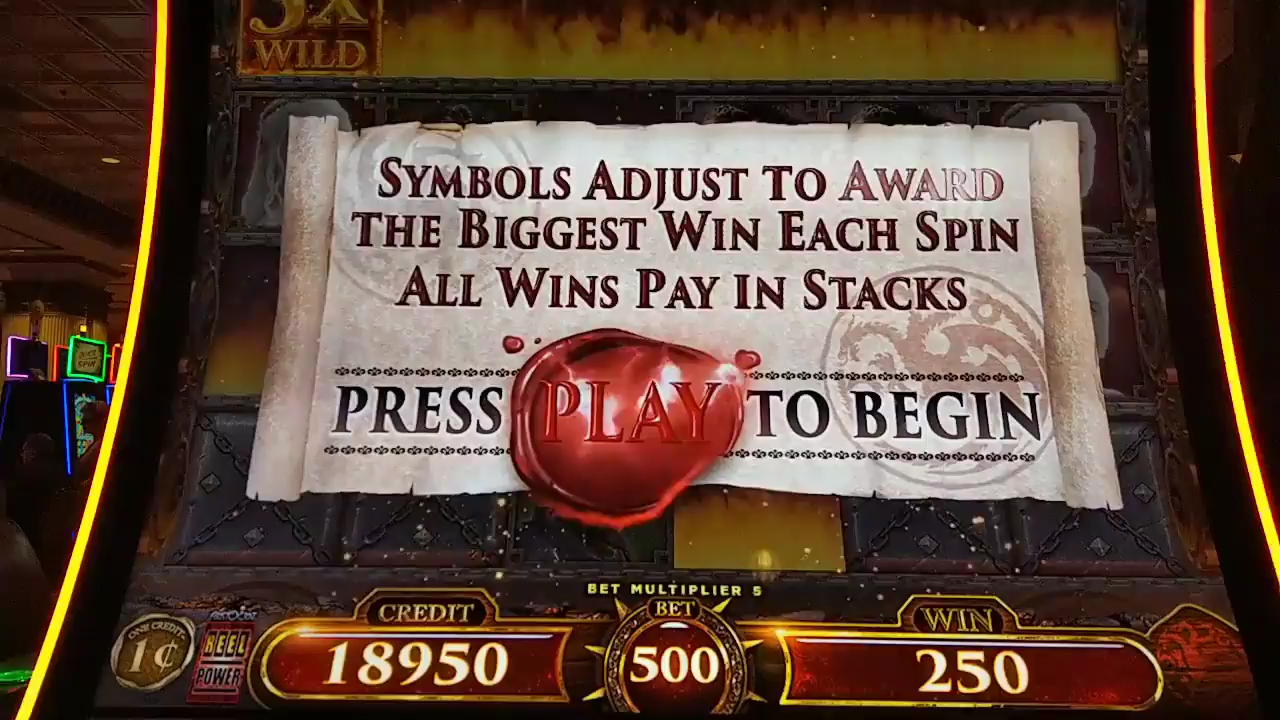 3X
WILD
SYMBOLS ADJUST TO AWARD
THE BIGGEST WIN EACH SPIN
ALL WINS PAY IN STACKS
PRESS PLAY TO BEGIN
BET MULTIPLIER 5
CREDIT
BET
WIN
ONE CREDIT
1¢
REEL
POWER
18950
500
250